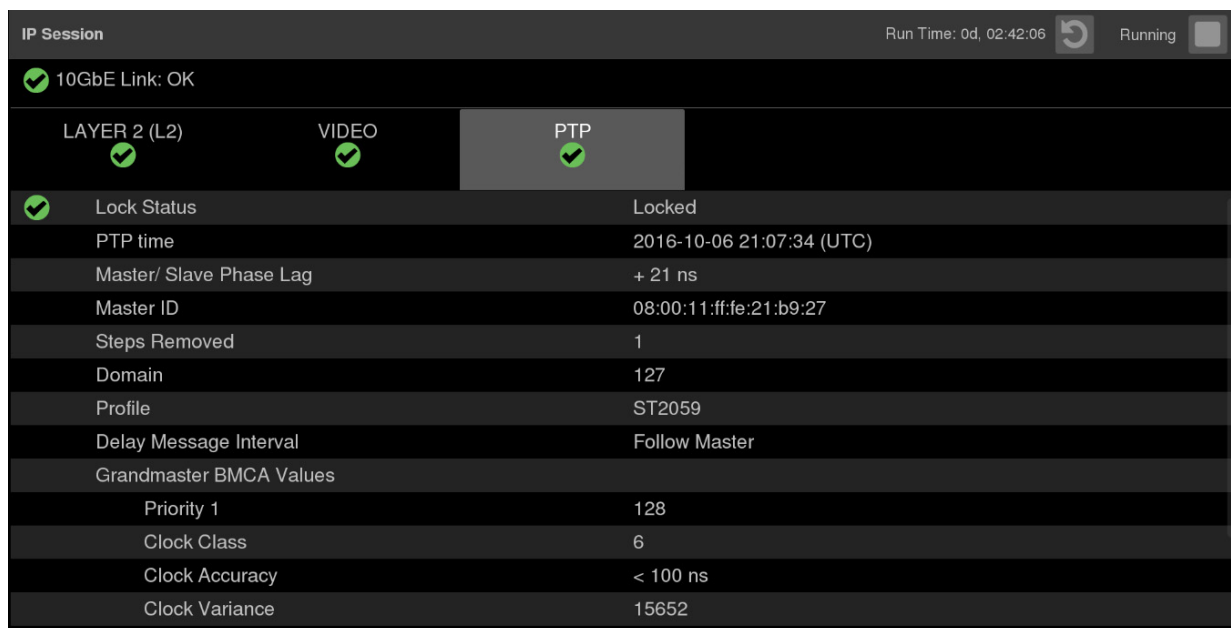 IP Session Run Time: 0d, 02:42:06 Running
10GbE Link: OK
LAYER 2 (L2) VIDEO PTP
Lock Status Locked
PTP time 2016-10-06 21:07:34 (UTC)
Master/ Slave Phase Lag + 21 ns
Master ID 08:00:11:ff:fe:21:b9:27
Steps Removed 1
Domain 127
Profile ST2059
Delay Message Interval Follow Master
Grandmaster BMCA Values
Priority 1 128
Clock Class 6
Clock Accuracy < 100 ns
Clock Variance 15652